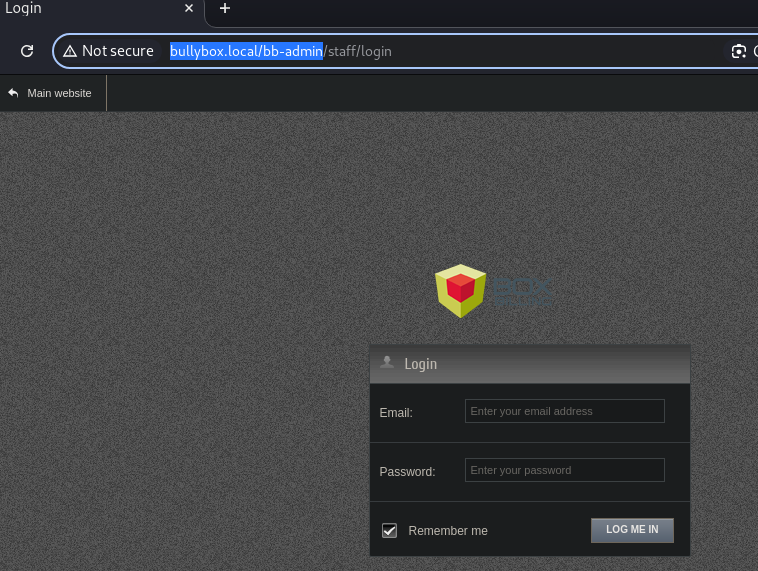 Login
Not secure
bullybox.local/bb-admin/staff/login
Main website
Login
Email:
Enter your email address
Password:
Enter your password
Remember me
LOG ME IN